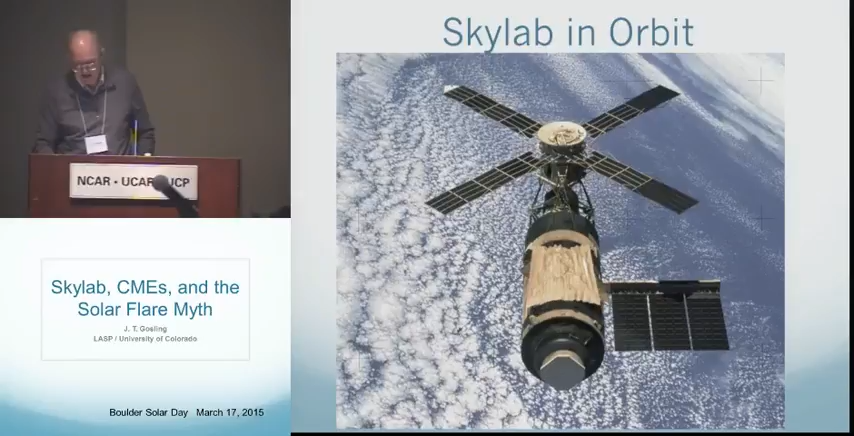 Skylab in Orbit
NCAR • UCAR UCP
Skylab, CMEs, and the
Solar Flare Myth
J. T. Gosling
LASP / University of Colorado
Boulder Solar Day March 17, 2015